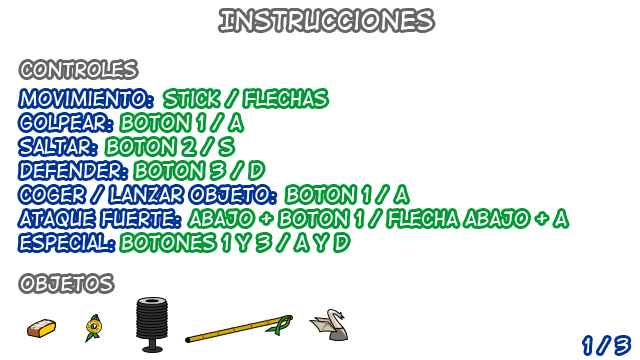 INSTRUCCIONES
CONTROLES
MOVIMIENTO: STICK / FLECHAS
GOLPEAR: BOTON 1 / A
SALTAR: BOTON 2 / S
DEFENDER: BOTON 3 / D
COGER / LANZAR OBJETO: BOTON 1 / A
ATAQUE FUERTE: ABAJO + BOTON 1 / FLECHA ABAJO + A
ESPECIAL: BOTONES 1 Y 3 / A Y D
OBJETOS
1 / 3